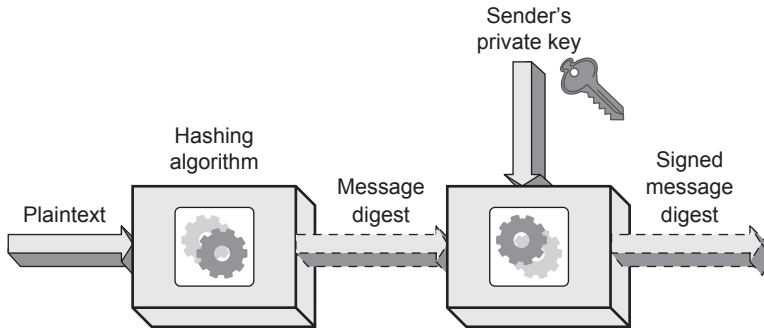 Sender’s
private key
Hashing
algorithm
Plaintext
Message
digest
Signed
message
digest